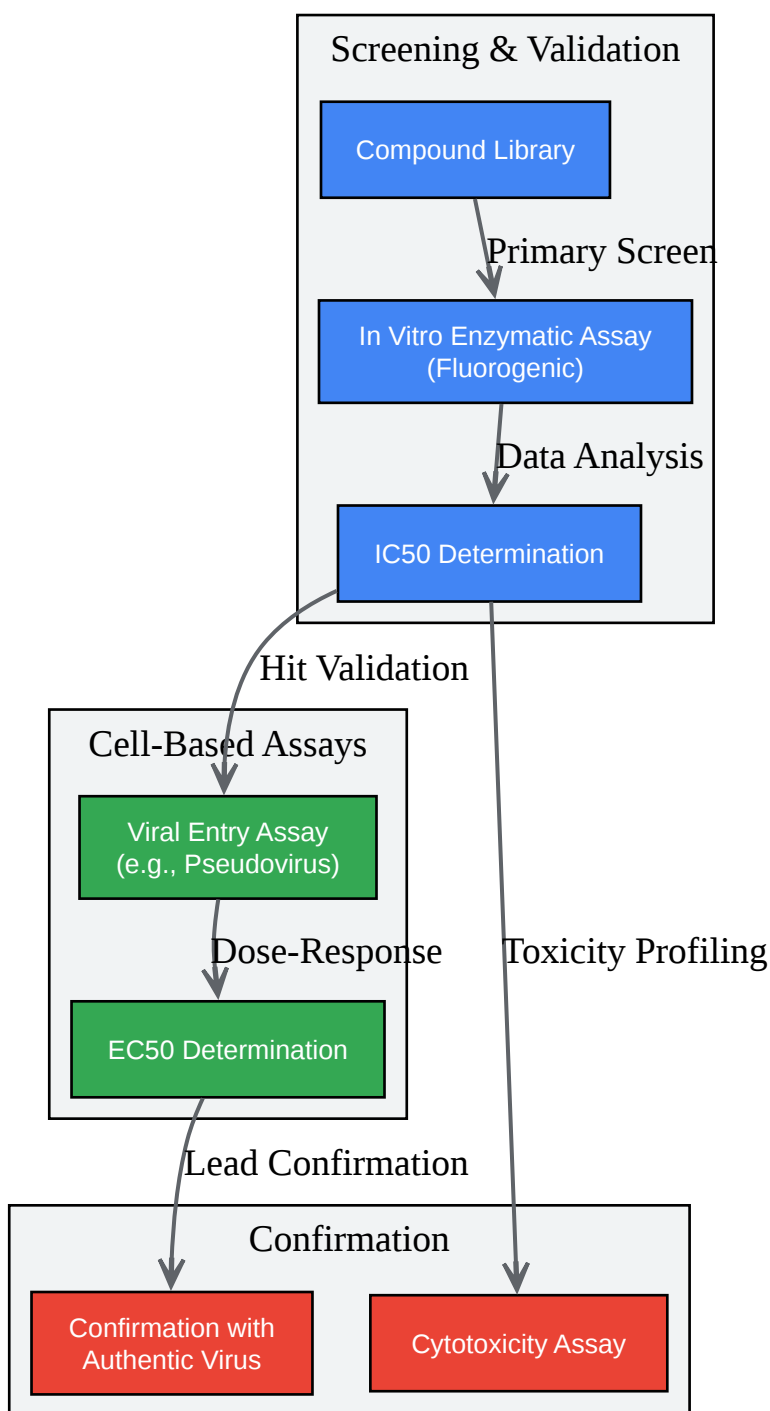 Screening & Validation
Compound Library
Primary Screen
In Vitro Enzymatic Assay
(Fluorogenic)
Data Analysis
IC50 Determination
Hit Validation
Cell-Based Assays
Viral Entry Assay
(e.g., Pseudovirus)
Dose-Response
Toxicity Profiling
EC50 Determination
Lead Confirmation
Confirmation
Confirmation with
Authentic Virus
Cytotoxicity Assay